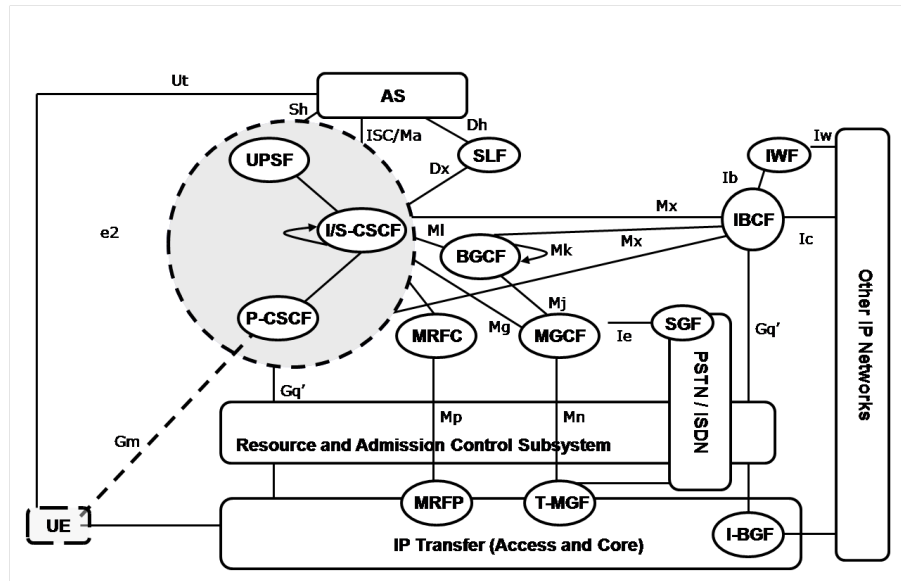 Ut
AS
Sh
ISC/Ma
Dh
SLF
Dx
UPSF
IWF
Iw
Ib
e2
I/S-CSCF
Ml
Mx
IBCF
Ic
BGCF
Mk
Mx
P-CSCF
MRFC
Mg
Mj
MGCF
Ie
SGF
Gq’
Other IP Networks
PSTN / ISDN
Gq’
Mp
Mn
Gm
Resource and Admission Control Subsystem
UE
MRFP
T-MGF
I-BGF
IP Transfer (Access and Core)